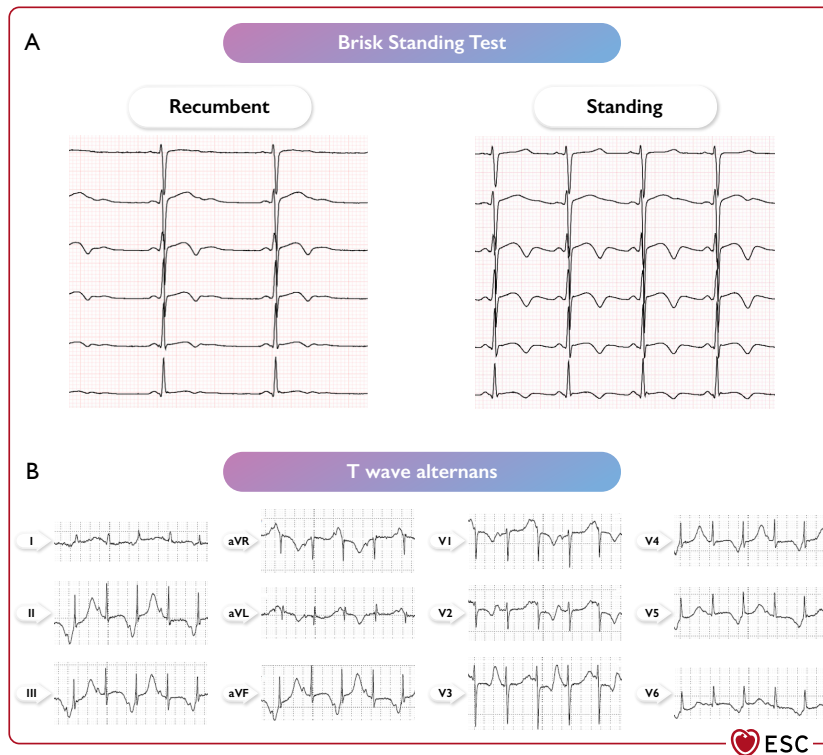 A
Brisk Standing Test
Recumbent
Standing
B
T wave alternans
I
aVR
V1
V4
II
aVL
V2
V5
III
aVF
V3
V6
ESC